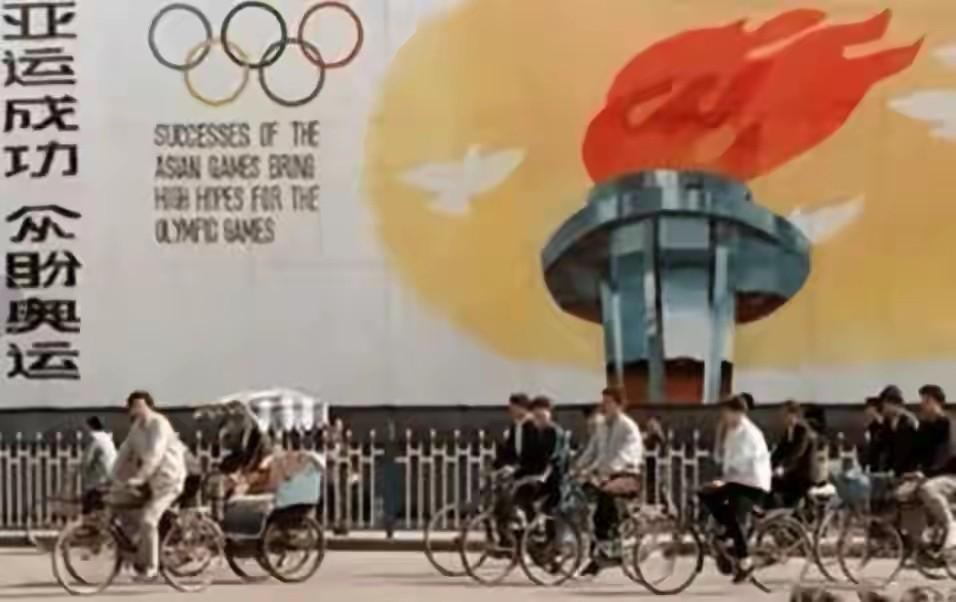 亚运成功 众盼奥运
SUCCESSES OF THE
ASIAN GAMES BRING
HIGH HOPES FOR THE
OLYMPIC GAMES